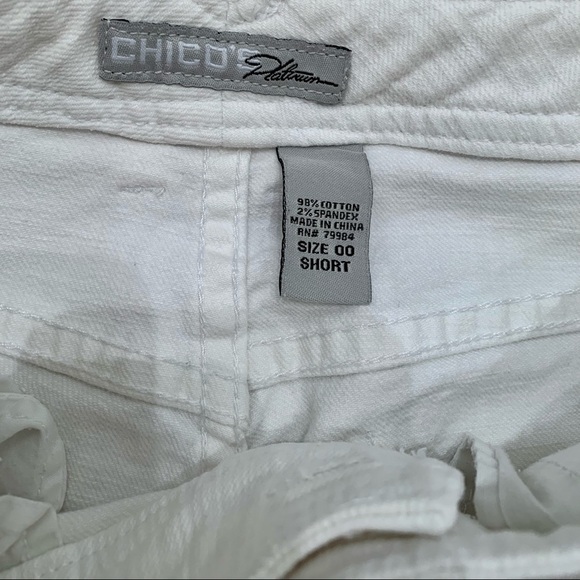 CHICO'S Platinum
98% COTTON
2% SPANDEX
MADE IN CHINA
RN# 79984
SIZE 00
SHORT